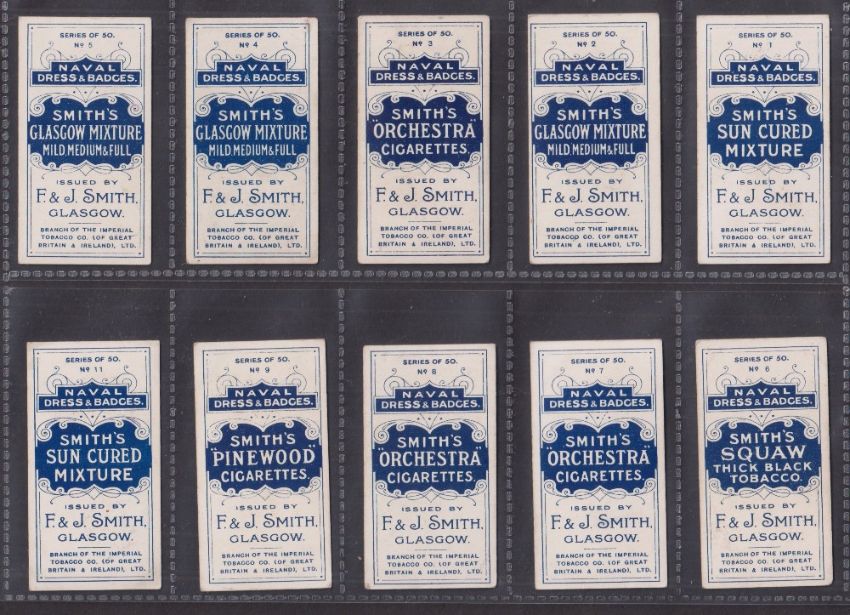 SERIES OF 50.
Nº 5
NAVAL
DRESS & BADGES.
SMITH'S
GLASGOW MIXTURE
MILD, MEDIUM & FULL
ISSUED BY
F. & J. SMITH,
GLASGOW.
BRANCH OF THE IMPERIAL
TOBACCO CO. (OF GREAT
BRITAIN & IRELAND), LTD.
SERIES OF 50.
Nº 4
NAVAL
DRESS & BADGES.
SMITH'S
GLASGOW MIXTURE
MILD, MEDIUM & FULL
ISSUED BY
F. & J. SMITH,
GLASGOW.
BRANCH OF THE IMPERIAL
TOBACCO CO. (OF GREAT
BRITAIN & IRELAND), LTD.
SERIES OF 50.
Nº 3
NAVAL
DRESS & BADGES.
SMITH'S
"ORCHESTRA"
CIGARETTES.
ISSUED BY
F. & J. SMITH,
GLASGOW.
BRANCH OF THE IMPERIAL
TOBACCO CO. (OF GREAT
BRITAIN & IRELAND), LTD.
SERIES OF 50.
Nº 2
NAVAL
DRESS & BADGES.
SMITH'S
GLASGOW MIXTURE
MILD, MEDIUM & FULL
ISSUED BY
F. & J. SMITH,
GLASGOW.
BRANCH OF THE IMPERIAL
TOBACCO CO. (OF GREAT
BRITAIN & IRELAND), LTD.
SERIES OF 50.
Nº 1
NAVAL
DRESS & BADGES.
SMITH'S
SUN CURED
MIXTURE
ISSUED BY
F. & J. SMITH,
GLASGOW.
BRANCH OF THE IMPERIAL
TOBACCO CO. (OF GREAT
BRITAIN & IRELAND), LTD.
SERIES OF 50.
Nº 11
NAVAL
DRESS & BADGES.
SMITH'S
SUN CURED
MIXTURE
ISSUED BY
F. & J. SMITH,
GLASGOW.
BRANCH OF THE IMPERIAL
TOBACCO CO. (OF GREAT
BRITAIN & IRELAND), LTD.
SERIES OF 50.
Nº 9
NAVAL
DRESS & BADGES.
SMITH'S
"PINEWOOD"
CIGARETTES.
ISSUED BY
F. & J. SMITH,
GLASGOW.
BRANCH OF THE IMPERIAL
TOBACCO CO. (OF GREAT
BRITAIN & IRELAND), LTD.
SERIES OF 50.
Nº 8
NAVAL
DRESS & BADGES.
SMITH'S
"ORCHESTRA"
CIGARETTES.
ISSUED BY
F. & J. SMITH,
GLASGOW.
BRANCH OF THE IMPERIAL
TOBACCO CO. (OF GREAT
BRITAIN & IRELAND), LTD.
SERIES OF 50.
Nº 7
NAVAL
DRESS & BADGES.
SMITH'S
"ORCHESTRA"
CIGARETTES.
ISSUED BY
F. & J. SMITH,
GLASGOW.
BRANCH OF THE IMPERIAL
TOBACCO CO. (OF GREAT
BRITAIN & IRELAND), LTD.
SERIES OF 50.
Nº 6
NAVAL
DRESS & BADGES.
SMITH'S
SQUAW
THICK BLACK
TOBACCO.
ISSUED BY
F. & J. SMITH,
GLASGOW.
BRANCH OF THE IMPERIAL
TOBACCO CO. (OF GREAT
BRITAIN & IRELAND), LTD.